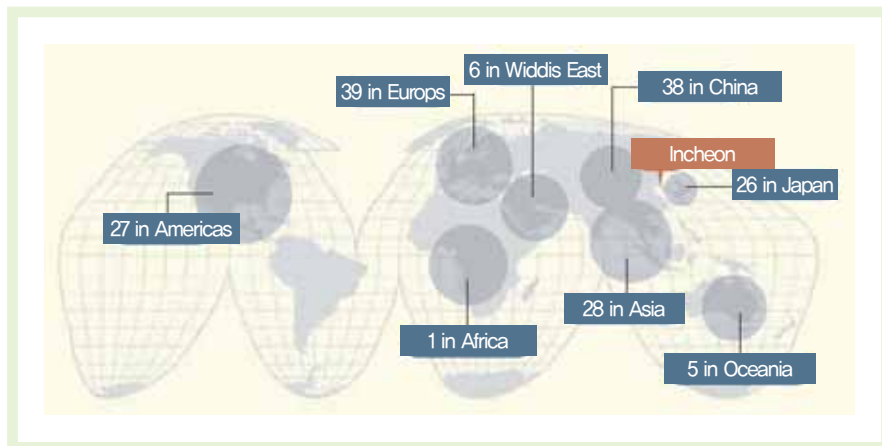 6 in Widdis East
39 in Europs
38 in China
Incheon
26 in Japan
27 in Americas
28 in Asia
1 in Africa
5 in Oceania